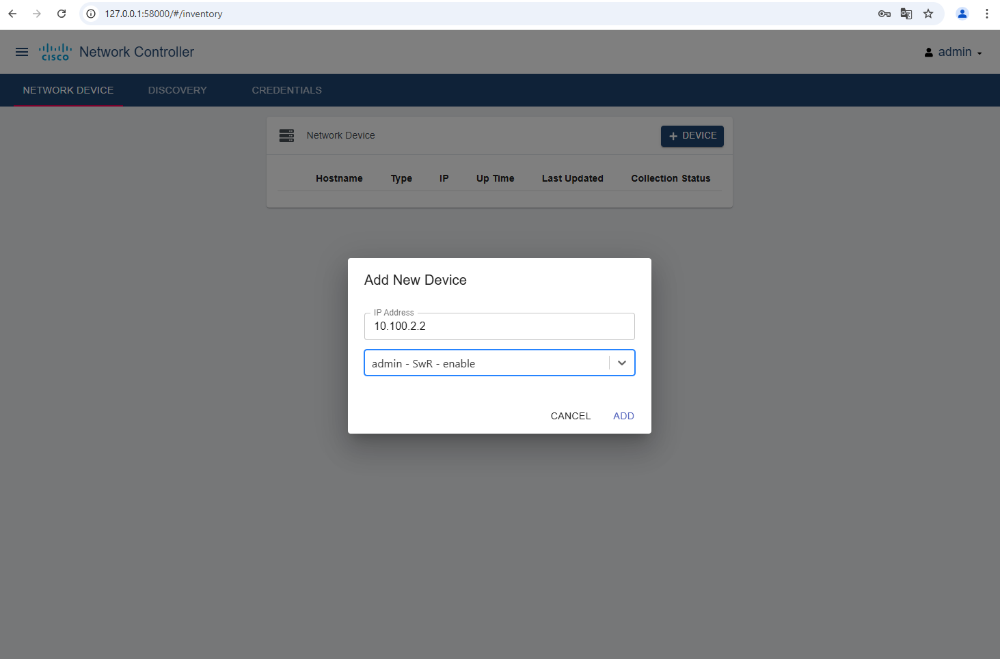 127.0.0.1:58000/#/inventory
CISCO Network Controller
admin
NETWORK DEVICE DISCOVERY CREDENTIALS
Network Device
+ DEVICE
Hostname Type IP Up Time Last Updated Collection Status
Add New Device
IP Address
10.100.2.2
admin - SwR - enable
CANCEL ADD